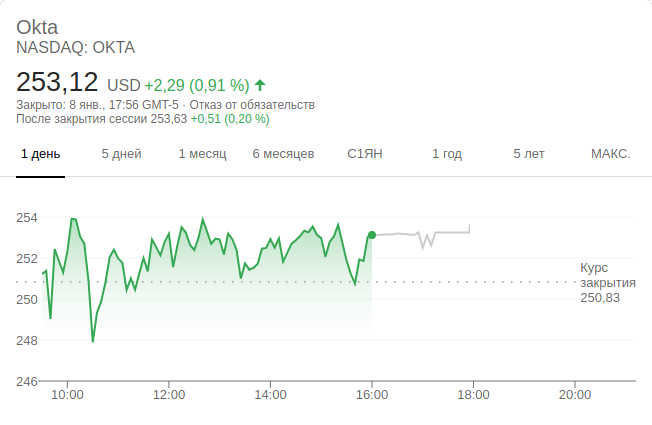 Okta
NASDAQ: OKTA
253,12 USD +2,29 (0,91 %)
Закрыто: 8 янв., 17:56 GMT-5 · Отказ от обязательств
После закрытия сессии 253,63 +0,51 (0,20 %)
1 день 5 дней 1 месяц 6 месяцев С1ЯН 1 год 5 лет МАКС.
254
252
250
248
246
Курс
закрытия
250,83
10:00 12:00 14:00 16:00 18:00 20:00